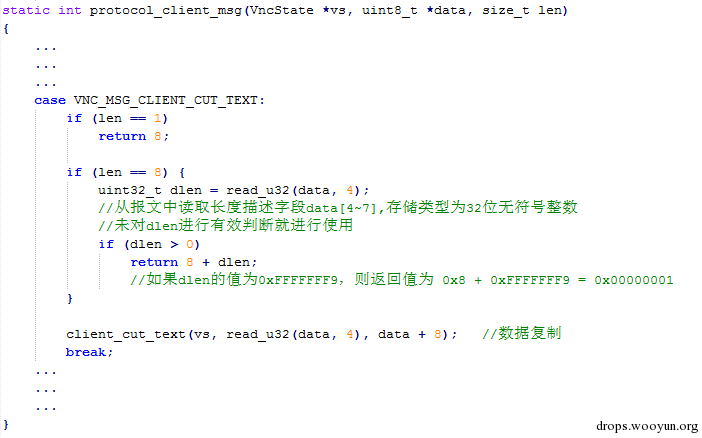 static int protocol_client_msg(VncState *vs, uint8_t *data, size_t len)
{
...
...
...
case VNC_MSG_CLIENT_CUT_TEXT:
if (len == 1)
return 8;
if (len == 8) {
uint32_t dlen = read_u32(data, 4);
//从报文中读取长度描述字段data[4~7],存储类型为32位无符号整数
//未对dlen进行有效判断就进行使用
if (dlen > 0)
return 8 + dlen;
//如果dlen的值为0xFFFFFFF9，则返回值为 0x8 + 0xFFFFFFF9 = 0x00000001
}
client_cut_text(vs, read_u32(data, 4), data + 8); //数据复制
break;
...
...
...
}
drops.wooyun.org